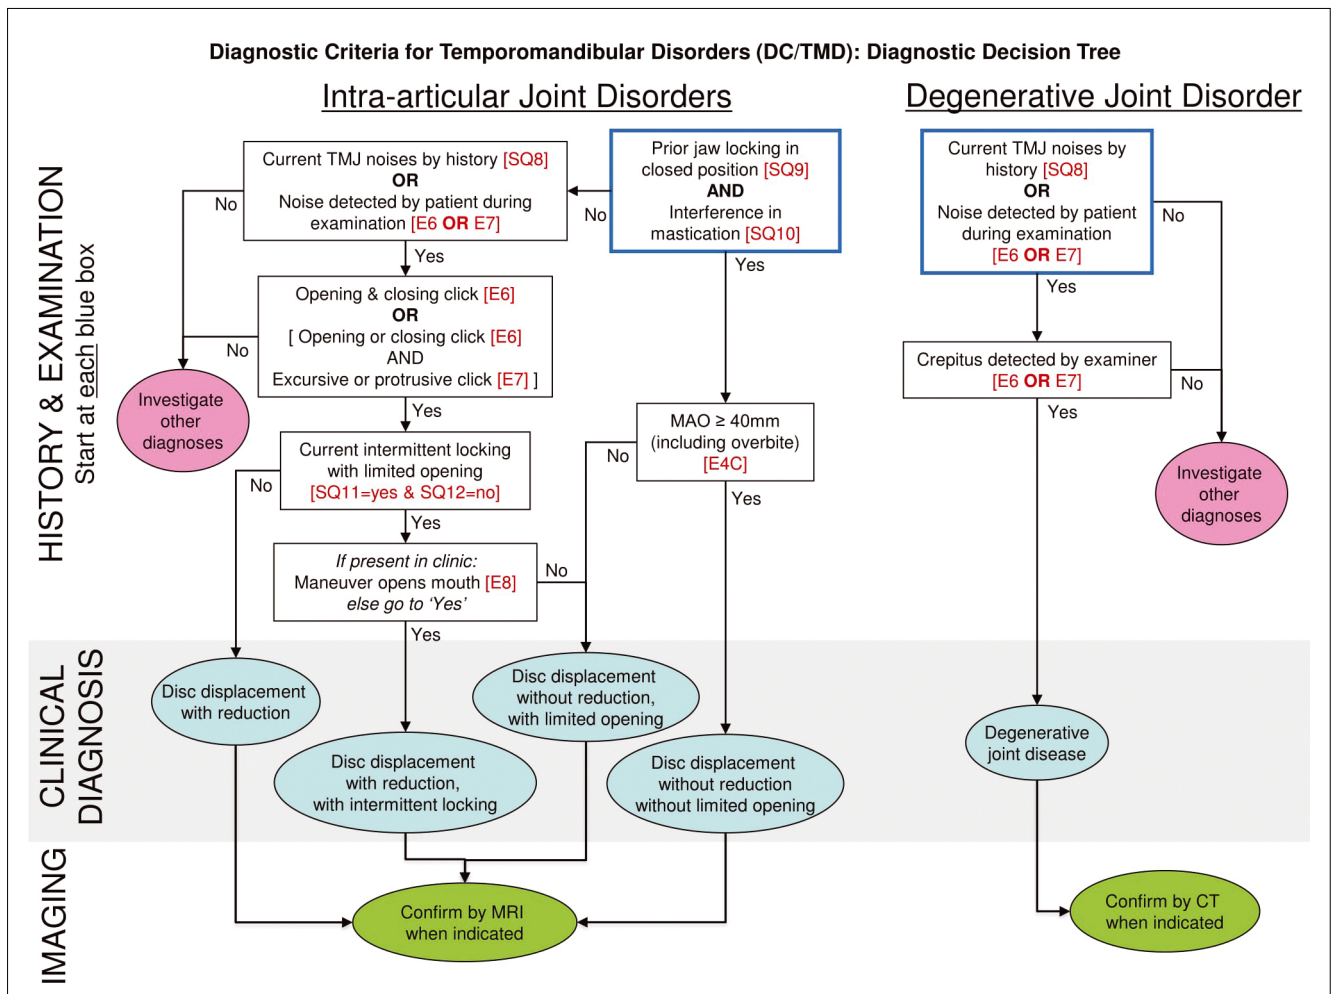 Diagnostic Criteria for Temporomandibular Disorders (DC/TMD): Diagnostic Decision Tree
Intra-articular Joint Disorders
Degenerative Joint Disorder
HISTORY & EXAMINATION
Start at each blue box
Prior jaw locking in
closed position [SQ9]
AND
Interference in
mastication [SQ10]
No
Yes
Current TMJ noises by history [SQ8]
OR
Noise detected by patient during
examination [E6 OR E7]
No
Yes
Opening & closing click [E6]
OR
[ Opening or closing click [E6]
AND
Excursive or protrusive click [E7] ]
No
Yes
Investigate
other
diagnoses
Current intermittent locking
with limited opening
[SQ11=yes & SQ12=no]
No
Yes
If present in clinic:
Maneuver opens mouth [E8]
else go to ‘Yes’
No
Yes
MAO ≥ 40mm
(including overbite)
[E4C]
No
Yes
Current TMJ noises by
history [SQ8]
OR
Noise detected by patient
during examination
[E6 OR E7]
No
Yes
Crepitus detected by examiner
[E6 OR E7]
No
Yes
Investigate
other
diagnoses
CLINICAL
DIAGNOSIS
Disc displacement
with reduction
Disc displacement
with reduction,
with intermittent locking
Disc displacement
without reduction,
with limited opening
Disc displacement
without reduction
without limited opening
Degenerative
joint disease
IMAGING
Confirm by MRI
when indicated
Confirm by CT
when indicated